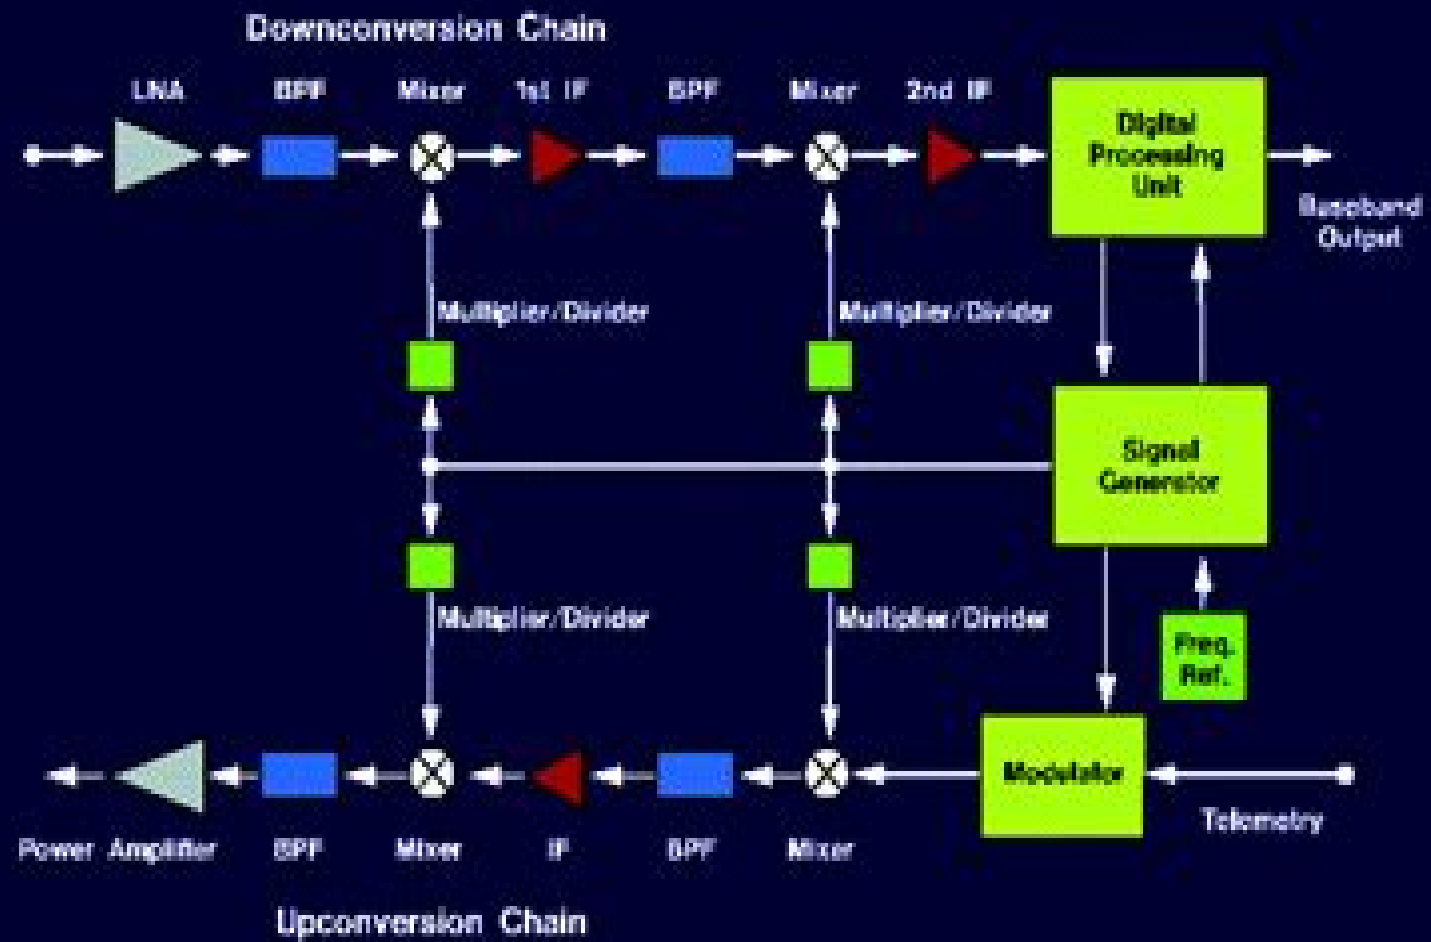 Downconversion Chain
LNA BPF Mixer 1st IF BPF Mixer 2nd IF
Digital
Processing
Unit
Baseband
Output
Multiplier/Divider Multiplier/Divider
Signal
Generator
Multiplier/Divider Multiplier/Divider
Freq.
Ref.
Modulator
Telemetry
Power Amplifier BPF Mixer IF BPF Mixer
Upconversion Chain